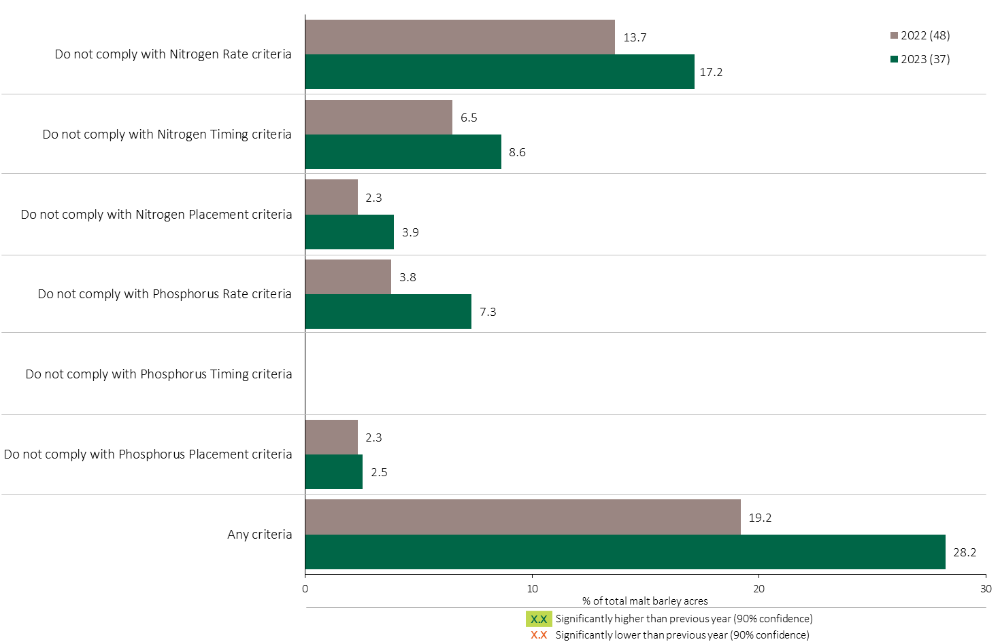 2022 (48)
2023 (37)
Do not comply with Nitrogen Rate criteria
13.7
17.2
Do not comply with Nitrogen Timing criteria
6.5
8.6
Do not comply with Nitrogen Placement criteria
2.3
3.9
Do not comply with Phosphorus Rate criteria
3.8
7.3
Do not comply with Phosphorus Timing criteria
Do not comply with Phosphorus Placement criteria
2.3
2.5
Any criteria
19.2
28.2
0 10 20 30
% of total malt barley acres
X.X Significantly higher than previous year (90% confidence)
X.X Significantly lower than previous year (90% confidence)